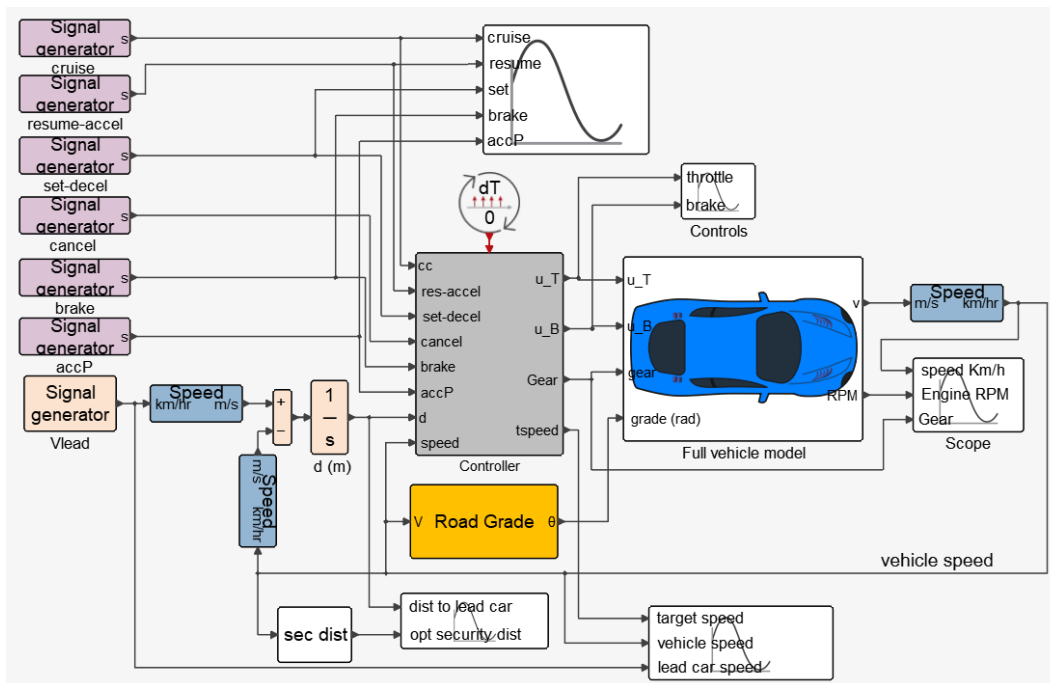 Signal
generator
s
cruise
Signal
generator
s
resume-accel
Signal
generator
s
set-decel
Signal
generator
s
cancel
Signal
generator
s
brake
Signal
generator
s
accP
Signal
generator
Vlead
Speed
km/hr m/s
+
−
1
s
d (m)
Speed
m/s km/hr
cruise
resume
set
brake
accP
dT
0
throttle
brake
Controls
cc
res-accel
set-decel
cancel
brake
accP
d
speed
u_T
u_B
Gear
tspeed
Controller
u_T
u_B
gear
grade (rad)
v
RPM
Full vehicle model
Speed
m/s km/hr
speed Km/h
Engine RPM
Gear
Scope
V Road Grade θ
vehicle speed
sec dist
dist to lead car
opt security dist
target speed
vehicle speed
lead car speed